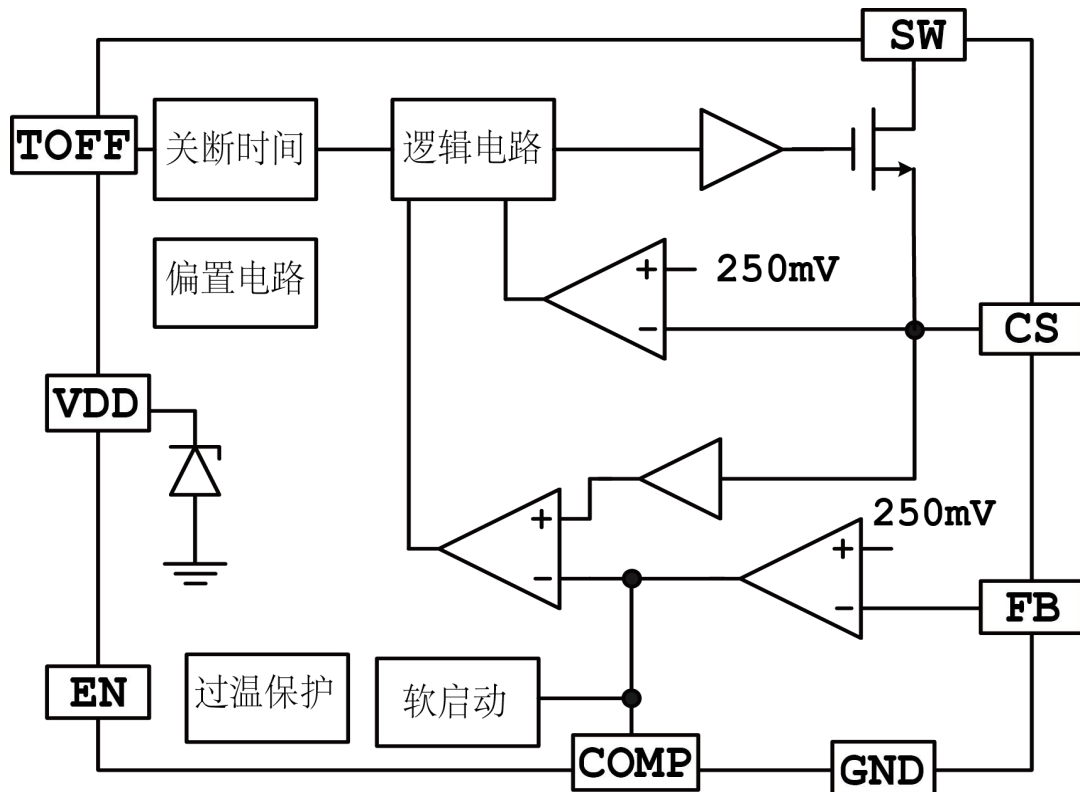 SW
TOFF
关断时间
逻辑电路
+ 250mV
偏置电路
−
CS
VDD
250mV
+
+
−
−
FB
EN
过温保护
软启动
COMP
GND